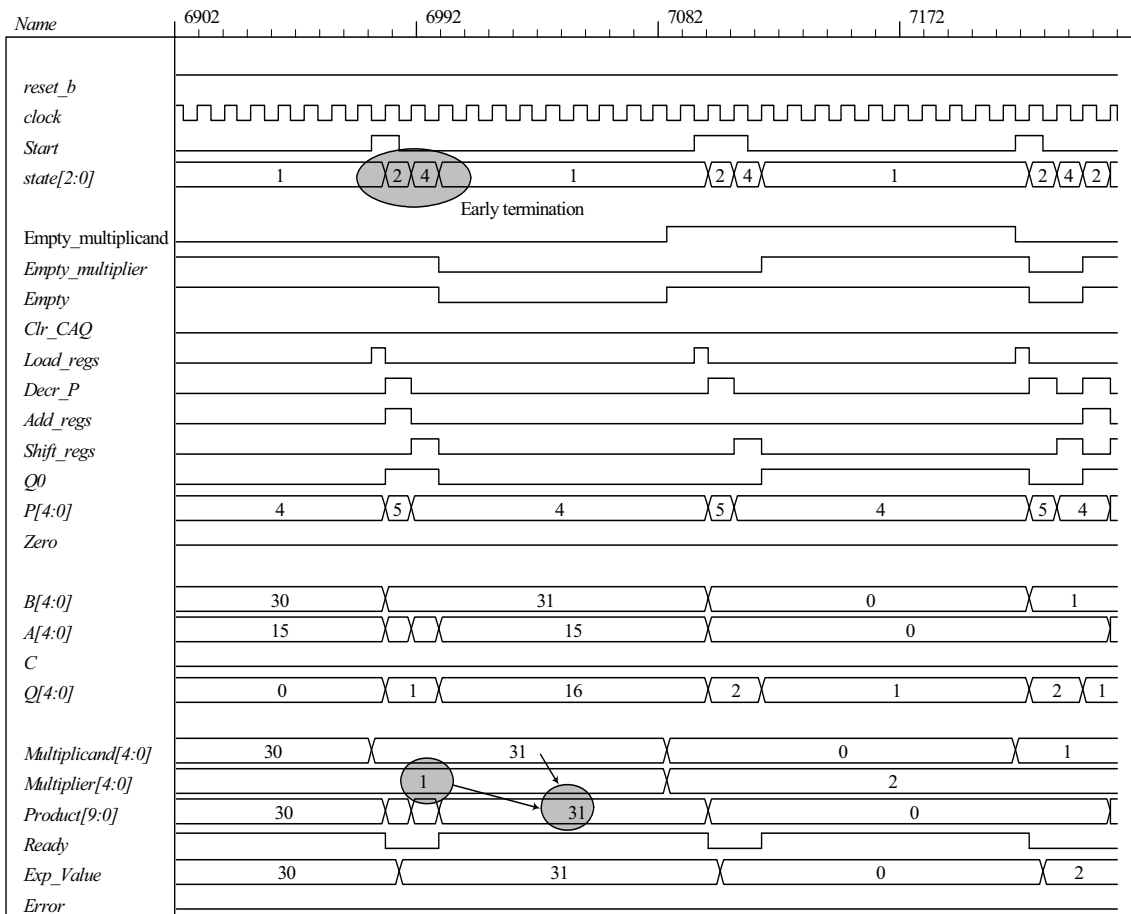 Name 6902 6992 7082 7172
reset_b
clock
Start
state[2:0] 1 2 4 1 2 4 1 2 4 2
Early termination
Empty_multiplicand
Empty_multiplier
Empty
Clr_CAQ
Load_regs
Decr_P
Add_regs
Shift_regs
Q0
P[4:0] 4 5 4 5 4 5 4
Zero
B[4:0] 30 31 0 1
A[4:0] 15 15 0
C
Q[4:0] 0 1 16 2 1 2 1
Multiplicand[4:0] 30 31 0 1
Multiplier[4:0] 1 2
Product[9:0] 30 31 0
Ready
Exp_Value 30 31 0 2
Error